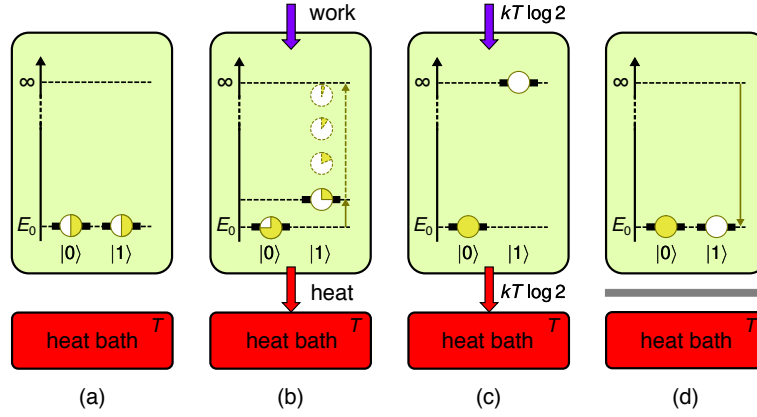 work
kT log 2
∞
∞
∞
∞
E₀
E₀
E₀
E₀
|0⟩ |1⟩
|0⟩ |1⟩
|0⟩ |1⟩
|0⟩ |1⟩
heat
kT log 2
heat bath T
heat bath T
heat bath T
heat bath T
(a)
(b)
(c)
(d)